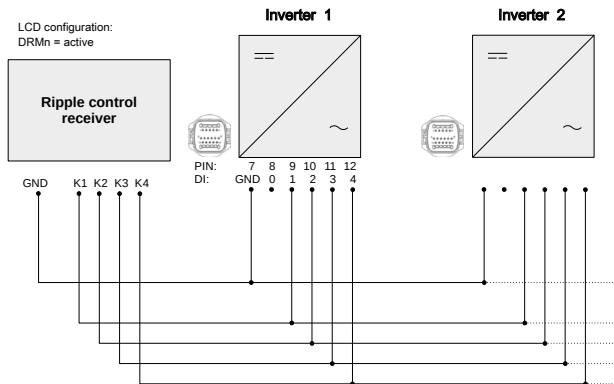 Inverter 1
Inverter 2
LCD configuration:
DRMn = active
Ripple control
receiver
PIN: 7 8 9 10 11 12
DI: GND 0 1 2 3 4
GND K1 K2 K3 K4